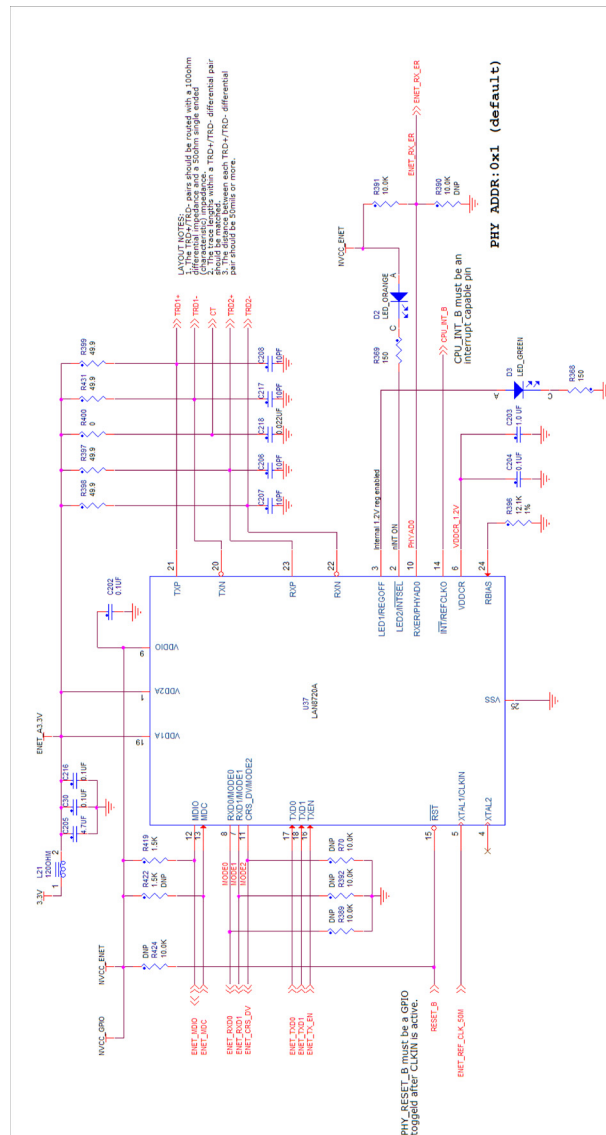 LAYOUT NOTES:
1. The TRD+/TRD- pairs should be routed with a 100ohm
differential impedance and a 50ohm single ended
(characteristic) impedance.
2. The trace lengths within a TRD+/TRD- differential pair
should be matched.
3. The distance between each TRD+/TRD- differential
pair should be 50mils or more.
TRD1+
TRD1-
CT
TRD2+
TRD2-
R399
49.9
R431
49.9
R400
0
R397
49.9
R398
49.9
C208
10PF
C217
10PF
C218
0.022UF
C206
10PF
C207
10PF
ENET_RX_ER
ENET_RX_ER
R391
10.0K
R390
10.0K
DNP
PHY ADDR:0x1 (default)
NVCC_ENET
D2
LED_ORANGE
A
C
R369
150
CPU_INT_B
CPU_INT_B must be an
interrupt capable pin
D3
LED_GREEN
A
C
R368
150
C203
1.0 UF
C204
0.1UF
R396
12.1K
1%
Internal 1.2V reg enabled
nINT ON
PHYAD0
VDDCR_1.2V
21
20
23
22
3
2
10
14
6
24
TXP
TXN
RXP
RXN
LED1/REGOFF
LED2/INTSEL
RXER/PHYAD0
INT/REFCLKO
VDDCR
RBIAS
C202
0.1UF
9
VDDIO
1
VDD2A
19
VDD1A
U37
LAN8720A
VSS
25
ENET_A3.3V
C216
0.1UF
C30
0.1UF
C205
4.7UF
L21
120OHM
1
2
3.3V
MDIO
MDC
RXD0/MODE0
RXD1/MODE1
CRS_DV/MODE2
TXD0
TXD1
TXEN
RST
XTAL1/CLKIN
XTAL2
12
13
8
7
11
17
18
16
15
5
4
MODE0
MODE1
MODE2
R419
1.5K
R422
1.5K
DNP
DNP
R70
10.0K
DNP
R392
10.0K
DNP
R389
10.0K
DNP
R424
10.0K
NVCC_ENET
NVCC_GPIO
ENET_MDIO
ENET_MDC
ENET_RXD0
ENET_RXD1
ENET_CRS_DV
ENET_TXD0
ENET_TXD1
ENET_TX_EN
RESET_B
ENET_REF_CLK_50M
PHY_RESET_B must be a GPIO
toggeld after CLKIN is active.